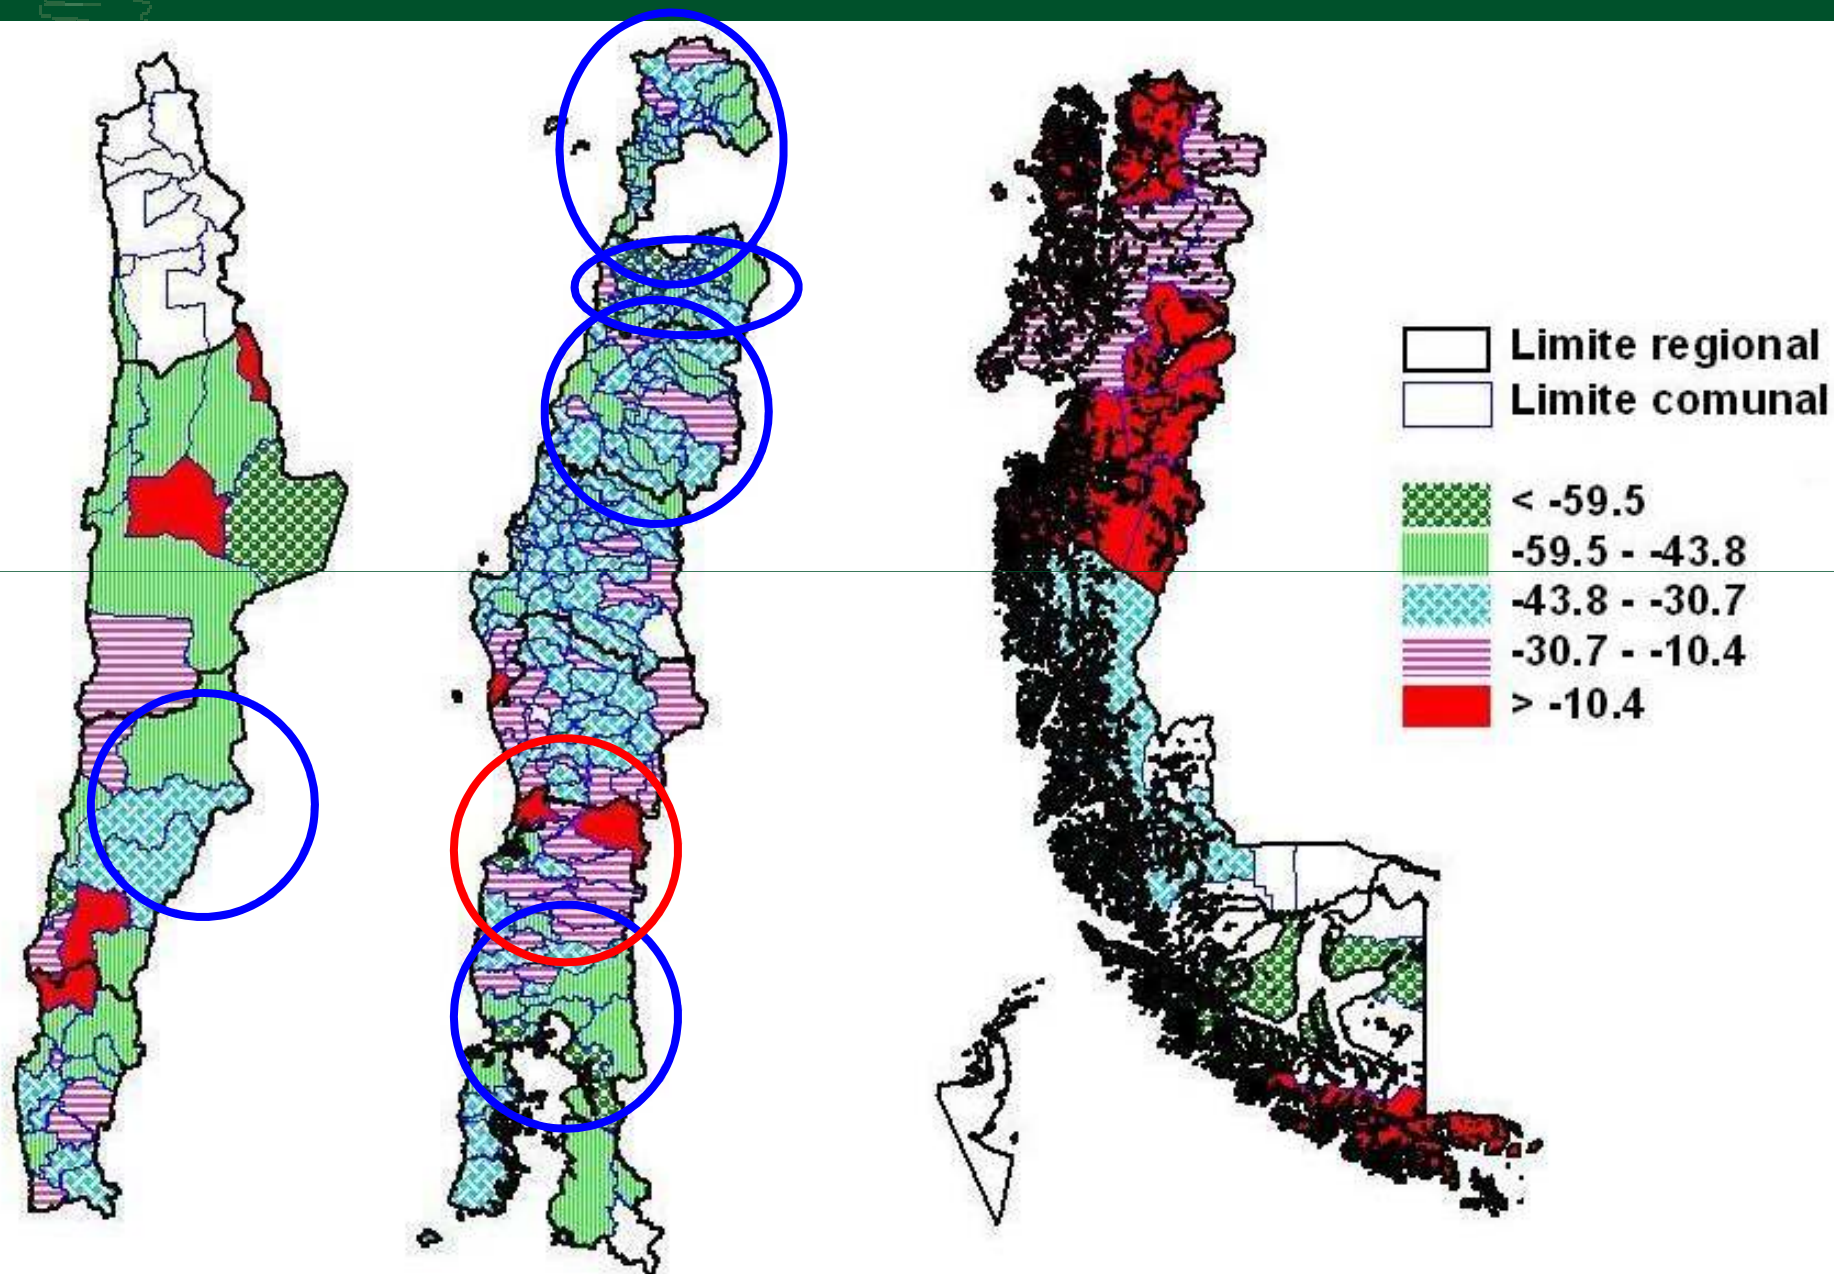 Limite regional
Limite comunal
< -59.5
-59.5 - -43.8
-43.8 - -30.7
-30.7 - -10.4
> -10.4